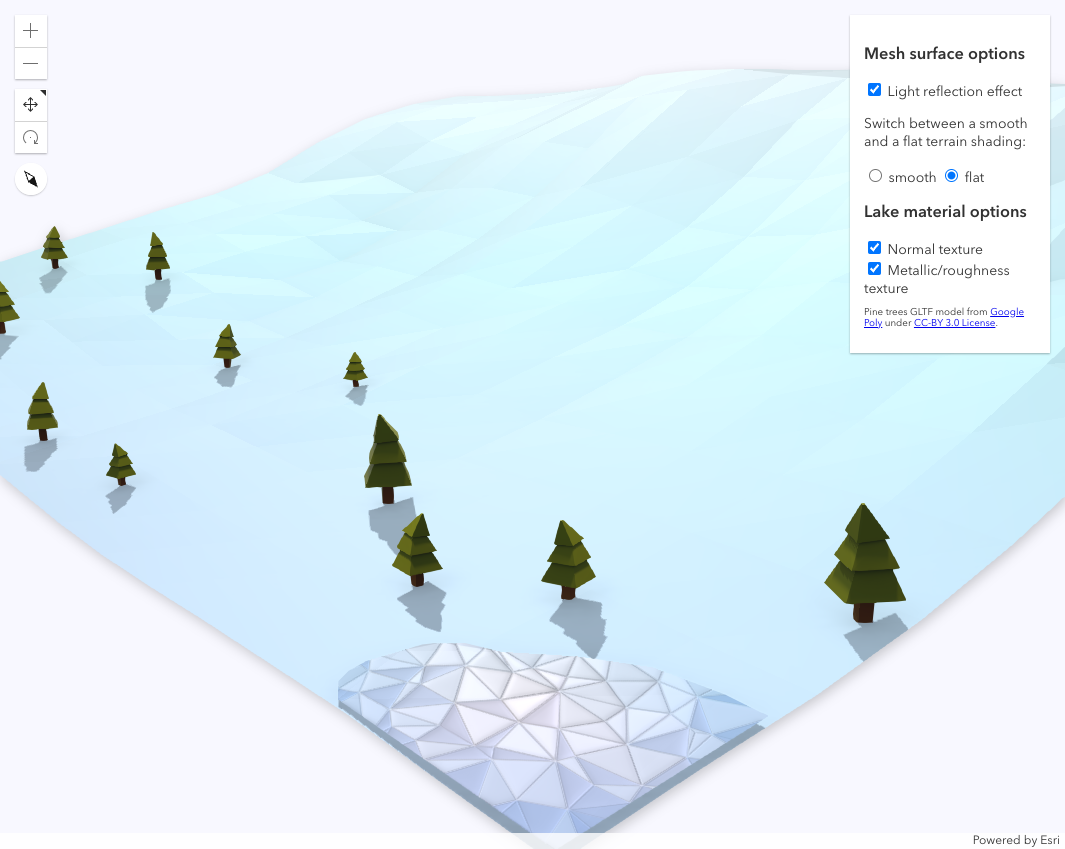 Mesh surface options
Light reflection effect
Switch between a smooth
and a flat terrain shading:
smooth flat
Lake material options
Normal texture
Metallic/roughness
texture
Pine trees GLTF model from Google
Poly under CC-BY 3.0 License.
Powered by Esri